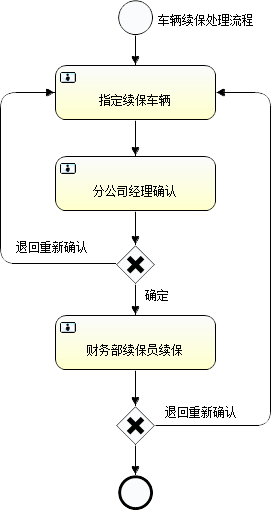 车辆续保处理流程
指定续保车辆
分公司经理确认
退回重新确认
确定
财务部续保员续保
退回重新确认